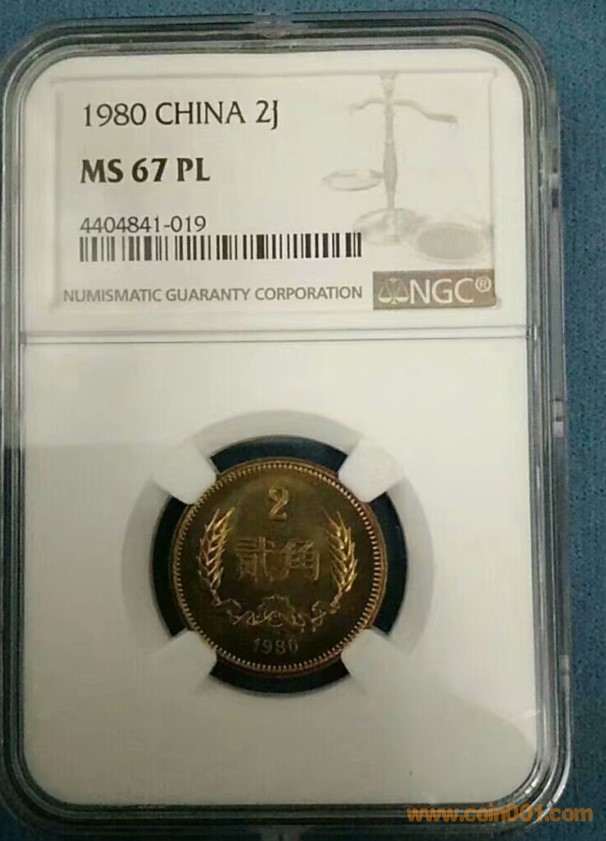 1980 CHINA 2J
MS 67 PL
4404841-019
NUMISMATIC GUARANTY CORPORATION NGC®
2
贰角
1980
www.coin001.com